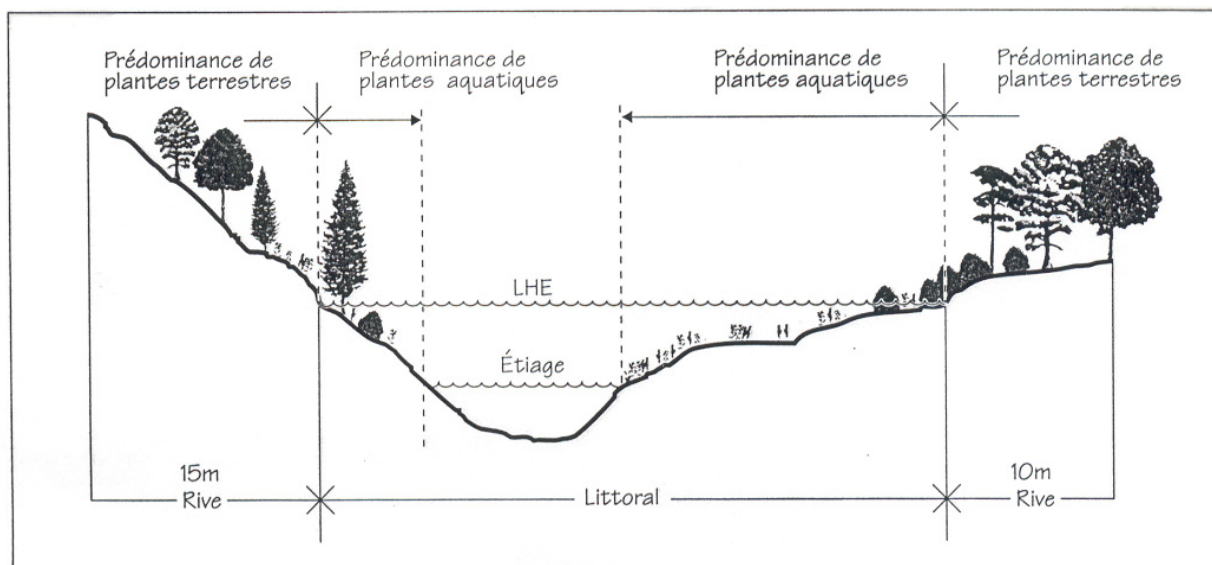 Prédominance de
plantes terrestres
Prédominance de
plantes aquatiques
Prédominance de
plantes aquatiques
Prédominance de
plantes terrestres
LHE
Étiage
15m
Rive
Littoral
10m
Rive